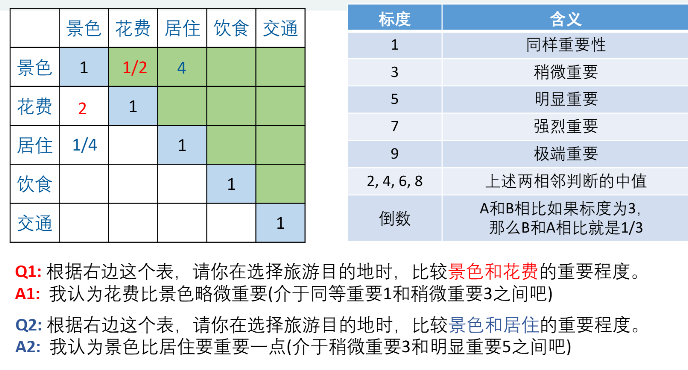 景色 花费 居住 饮食 交通
景色 1 1/2 4
花费 2 1
居住 1/4 1
饮食 1
交通 1
标度 含义
1 同样重要性
3 稍微重要
5 明显重要
7 强烈重要
9 极端重要
2, 4, 6, 8 上述两相邻判断的中值
倒数 A和B相比如果标度为3，
那么B和A相比就是1/3
Q1: 根据右边这个表，请你在选择旅游目的地时，比较景色和花费的重要程度。
A1: 我认为花费比景色略微重要(介于同等重要1和稍微重要3之间吧)
Q2: 根据右边这个表，请你在选择旅游目的地时，比较景色和居住的重要程度。
A2: 我认为景色比居住要重要一点(介于稍微重要3和明显重要5之间吧)